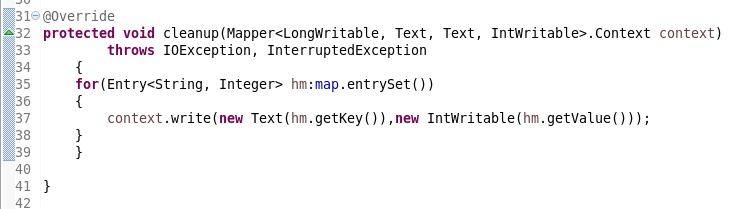 31 @Override
32 protected void cleanup(Mapper<LongWritable, Text, Text, IntWritable>.Context context)
33         throws IOException, InterruptedException
34     {
35     for(Entry<String, Integer> hm:map.entrySet())
36     {
37         context.write(new Text(hm.getKey()),new IntWritable(hm.getValue()));
38     }
39     }
40
41 }
42